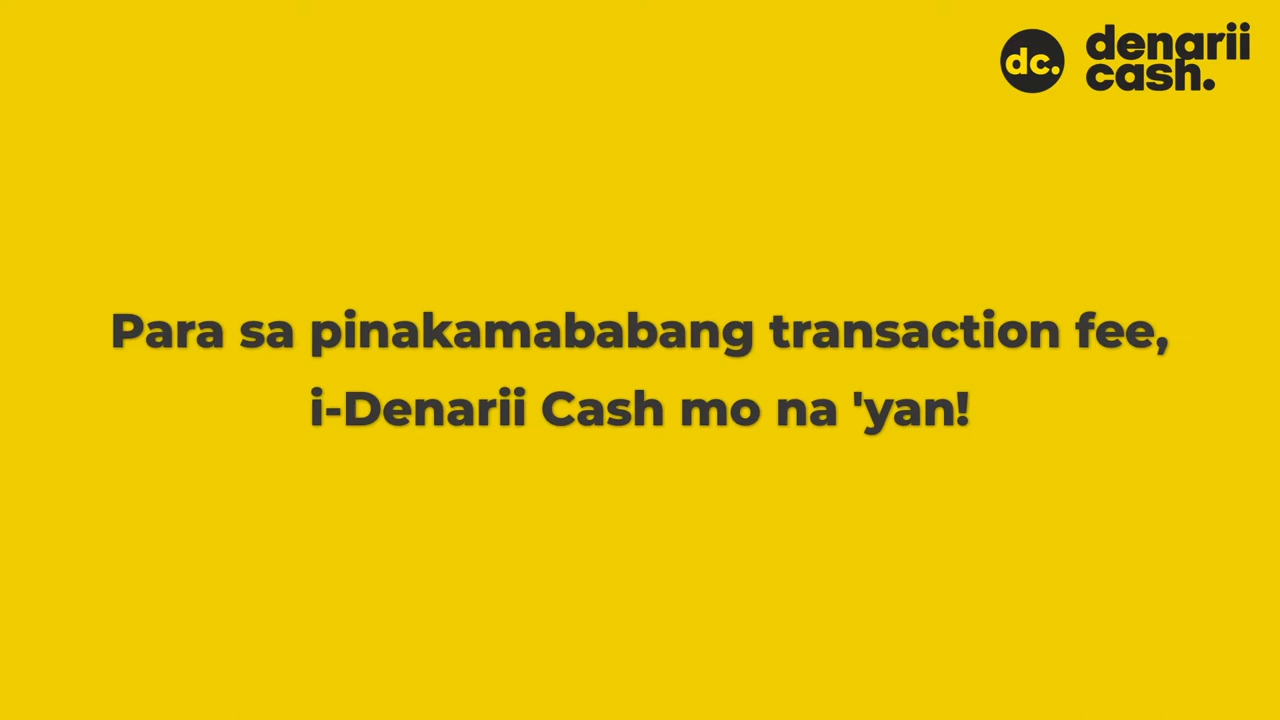 dc. denarii
cash.
Para sa pinakamababang transaction fee,
i-Denarii Cash mo na 'yan!